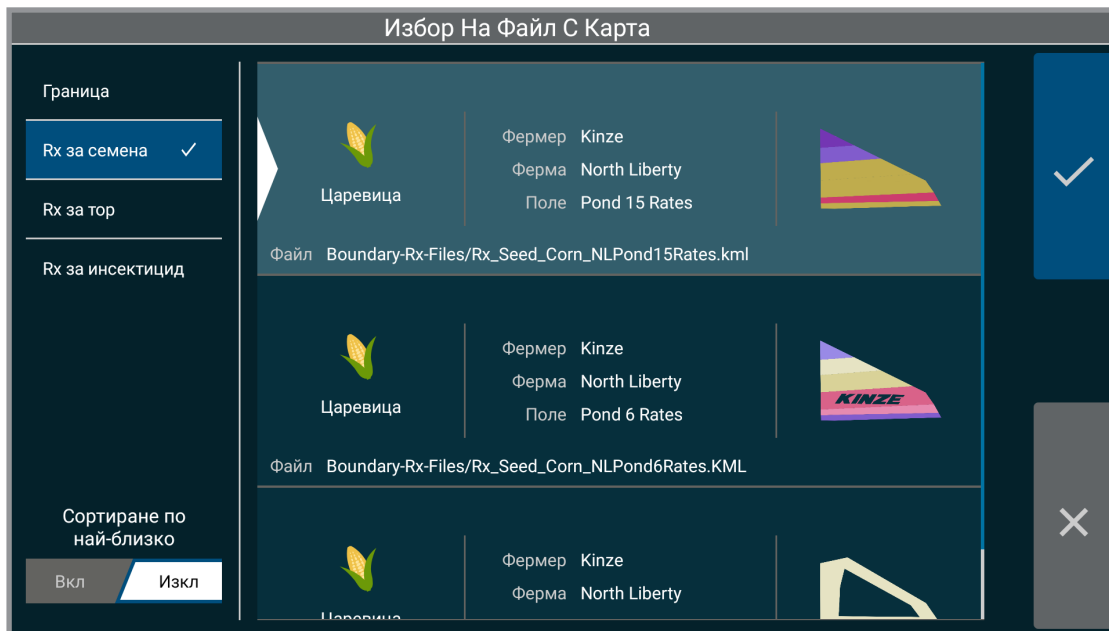 Избор На Файл С Карта
Граница
Rx за семена
Rx за тор
Rx за инсектицид
Сортиране по
най-близко
Вкл Изкл
Царевица
Фермер Kinze
Ферма North Liberty
Поле Pond 15 Rates
Файл Boundary-Rx-Files/Rx_Seed_Corn_NLPond15Rates.kml
Царевица
Фермер Kinze
Ферма North Liberty
Поле Pond 6 Rates
KINZE
Файл Boundary-Rx-Files/Rx_Seed_Corn_NLPond6Rates.KML
Царевица
Фермер Kinze
Ферма North Liberty